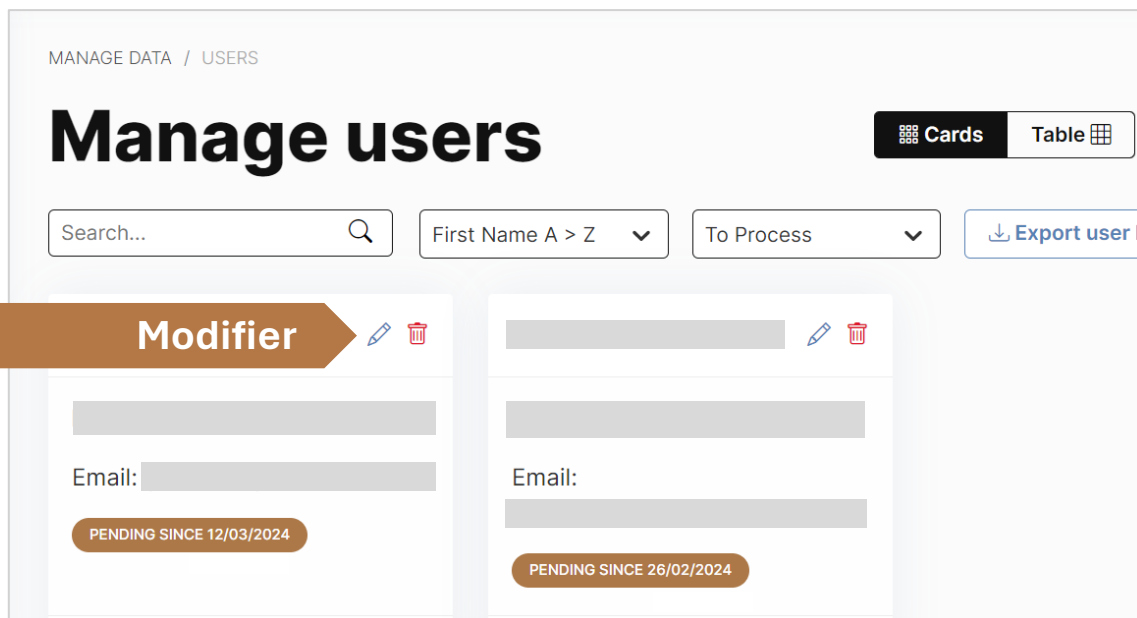 MANAGE DATA / USERS
Manage users
Cards
Table
Search...
First Name A > Z
To Process
Export user
Modifier
Email:
PENDING SINCE 12/03/2024
Email:
PENDING SINCE 26/02/2024